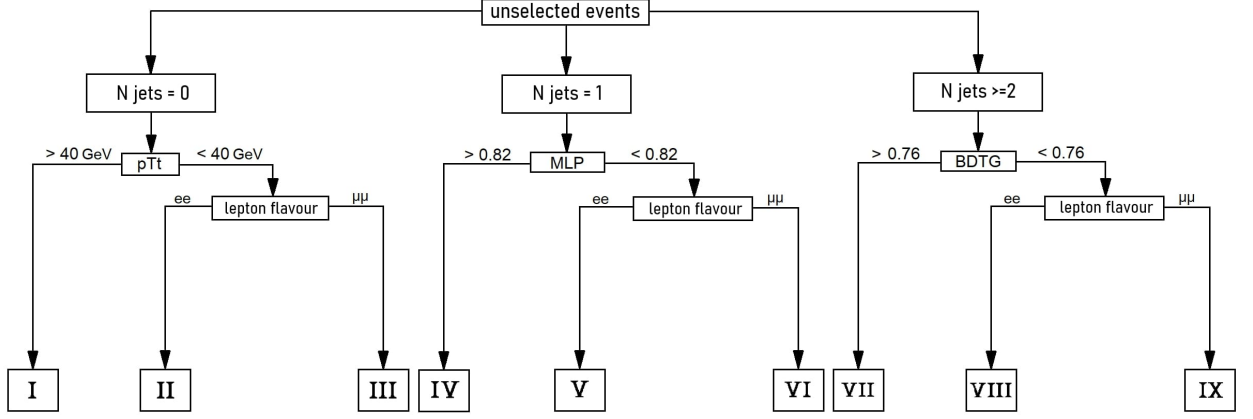 unselected events
N jets = 0
N jets = 1
N jets >=2
> 40 GeV
pTt
< 40 GeV
> 0.82
MLP
< 0.82
> 0.76
BDTG
< 0.76
ee
lepton flavour
μμ
ee
lepton flavour
μμ
ee
lepton flavour
μμ
I
II
III
IV
V
VI
VII
VIII
IX